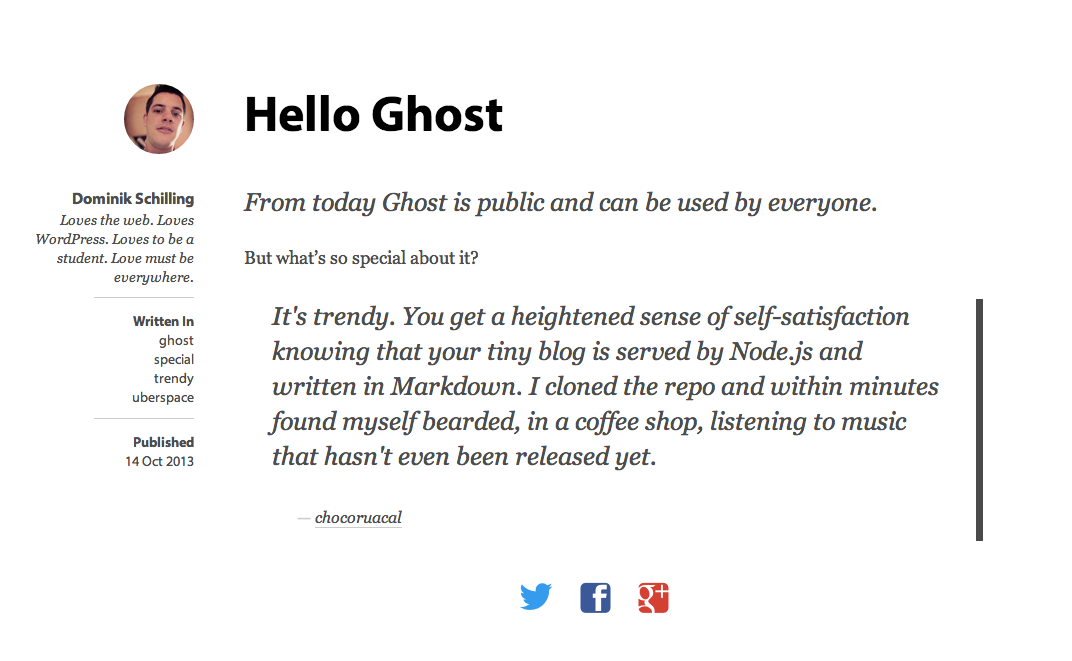 Hello Ghost
Dominik Schilling
Loves the web. Loves
WordPress. Loves to be a
student. Love must be
everywhere.
Written In
ghost
special
trendy
uberspace
Published
14 Oct 2013
From today Ghost is public and can be used by everyone.
But what’s so special about it?
It's trendy. You get a heightened sense of self-satisfaction
knowing that your tiny blog is served by Node.js and
written in Markdown. I cloned the repo and within minutes
found myself bearded, in a coffee shop, listening to music
that hasn't even been released yet.
— chocoruacal
f
g+